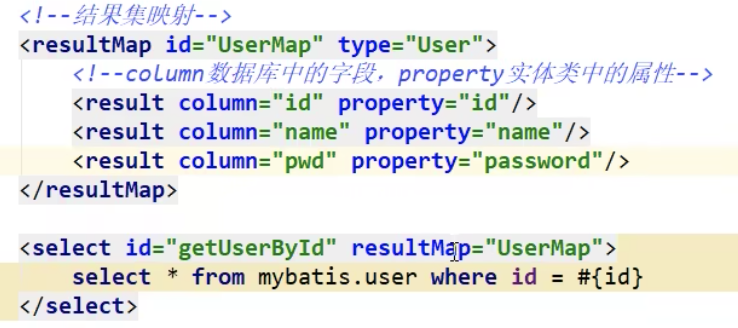 <!--结果集映射-->
<resultMap id="UserMap" type="User">
<!--column数据库中的字段，property实体类中的属性-->
<result column="id" property="id"/>
<result column="name" property="name"/>
<result column="pwd" property="password"/>
</resultMap>
<select id="getUserById" resultMap="UserMap">
select * from mybatis.user where id = #{id}
</select>